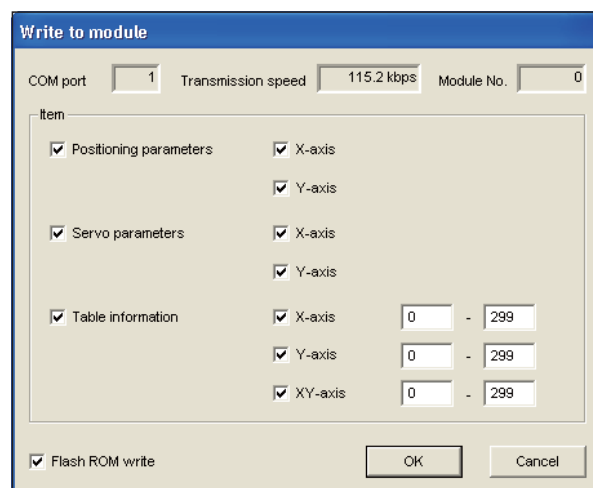 Write to module
COM port 1 Transmission speed 115.2 kbps Module No. 0
Item
Positioning parameters X-axis
Y-axis
Servo parameters X-axis
Y-axis
Table information X-axis 0 - 299
Y-axis 0 - 299
XY-axis 0 - 299
Flash ROM write OK Cancel